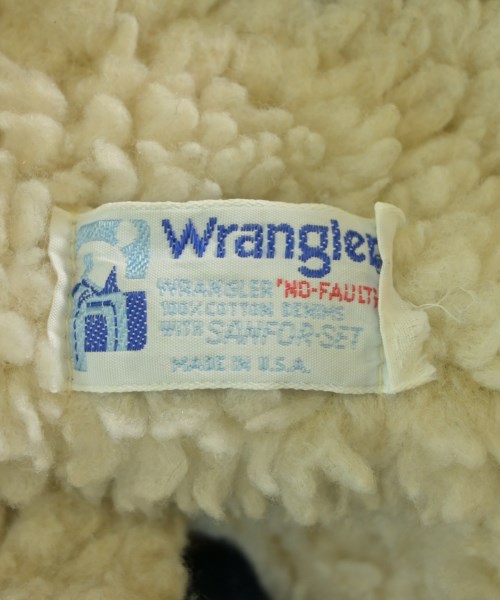 Wrangler
WRANGLER "NO-FAULT"
100% COTTON DENIMS
WITH SANFOR-SET
MADE IN U.S.A.